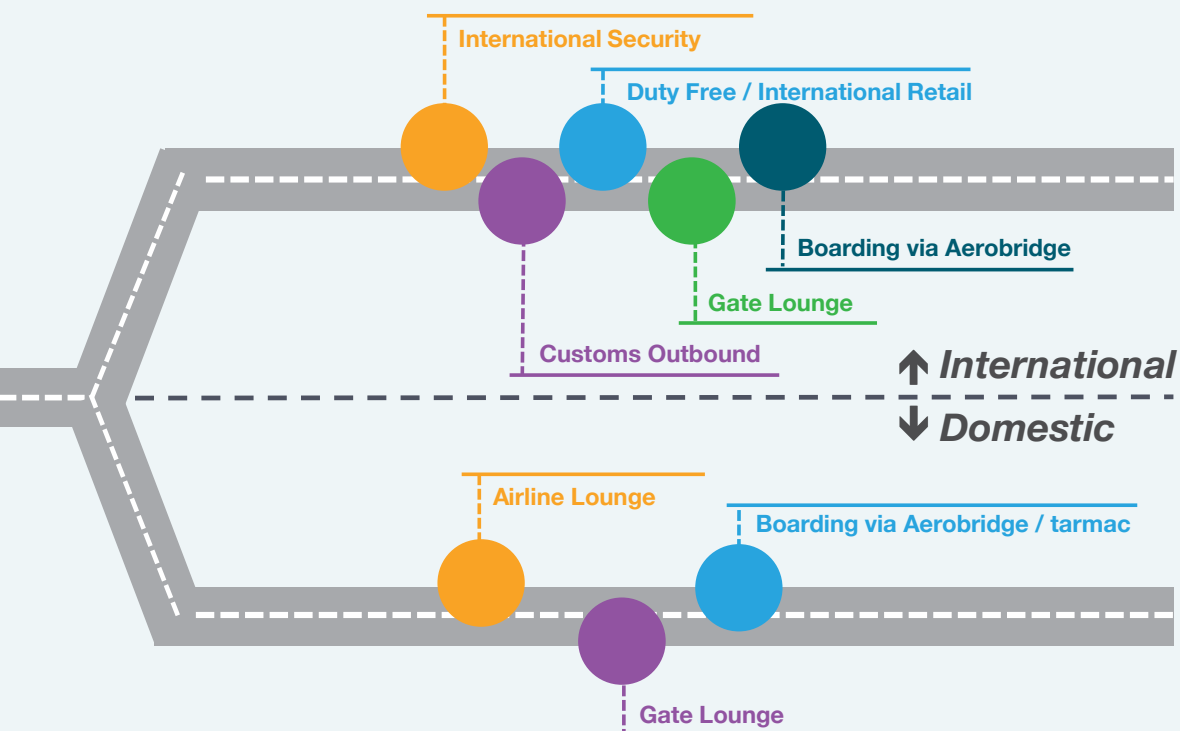 International Security
Duty Free / International Retail
Boarding via Aerobridge
Gate Lounge
Customs Outbound
International
Domestic
Airline Lounge
Boarding via Aerobridge / tarmac
Gate Lounge